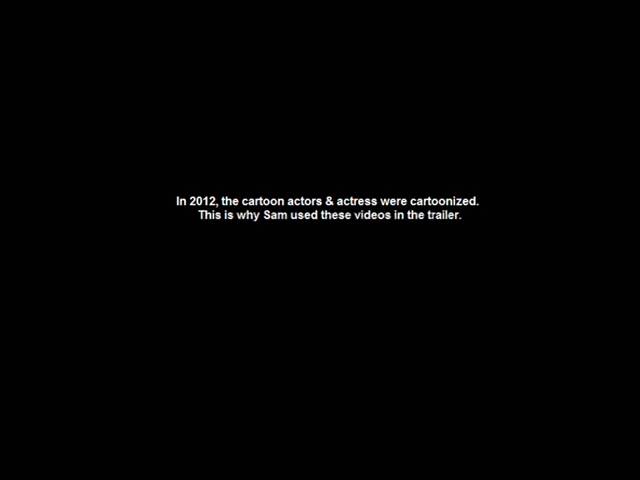 In 2012, the cartoon actors & actress were cartoonized.
This is why Sam used these videos in the trailer.